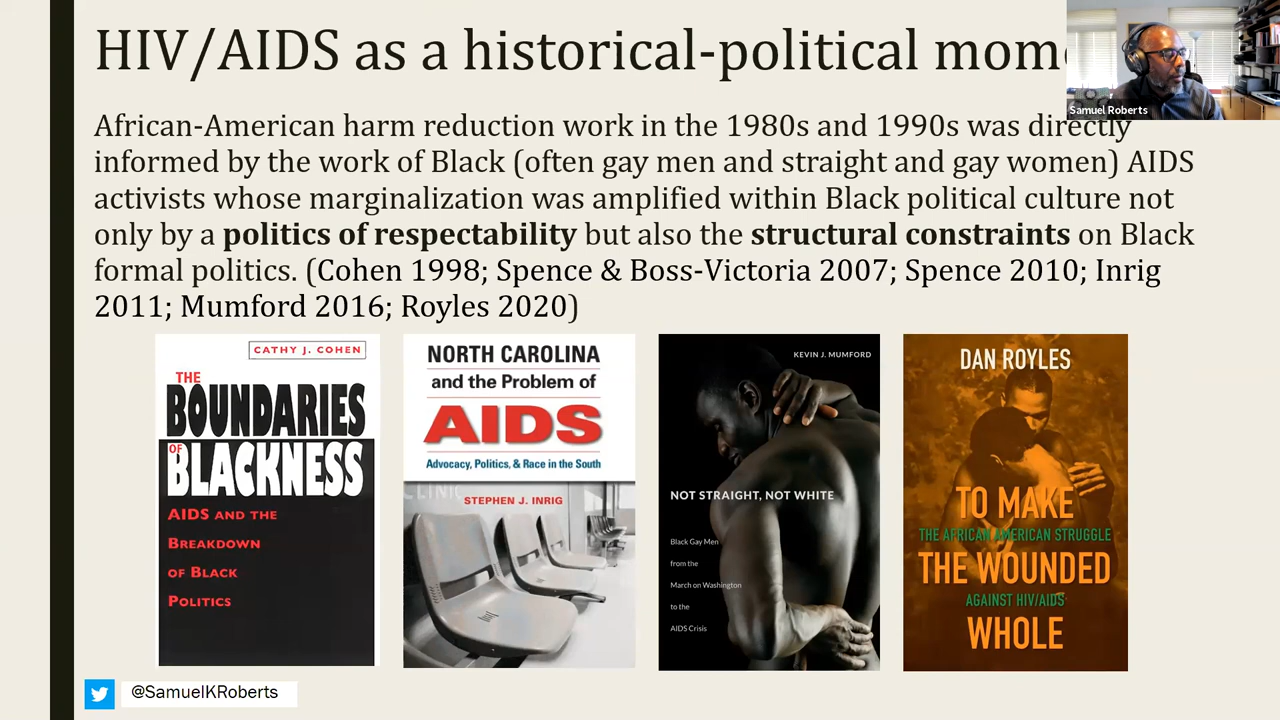 HIV/AIDS as a historical-political mom
Samuel Roberts
African-American harm reduction work in the 1980s and 1990s was directly
informed by the work of Black (often gay men and straight and gay women) AIDS
activists whose marginalization was amplified within Black political culture not
only by a politics of respectability but also the structural constraints on Black
formal politics. (Cohen 1998; Spence & Boss-Victoria 2007; Spence 2010; Inrig
2011; Mumford 2016; Royles 2020)
CATHY J. COHEN
THE
BOUNDARIES
OF
BLACKNESS
AIDS AND THE
BREAKDOWN
OF BLACK
POLITICS
NORTH CAROLINA
and the Problem of
AIDS
Advocacy, Politics, & Race in the South
CLINIC
STEPHEN J. INRIG
KEVIN J. MUMFORD
NOT STRAIGHT, NOT WHITE
Black Gay Men
from the
March on Washington
to the
AIDS Crisis
DAN ROYLES
TO MAKE
THE AFRICAN AMERICAN STRUGGLE
THE WOUNDED
AGAINST HIV/AIDS
WHOLE
@SamuelKRoberts